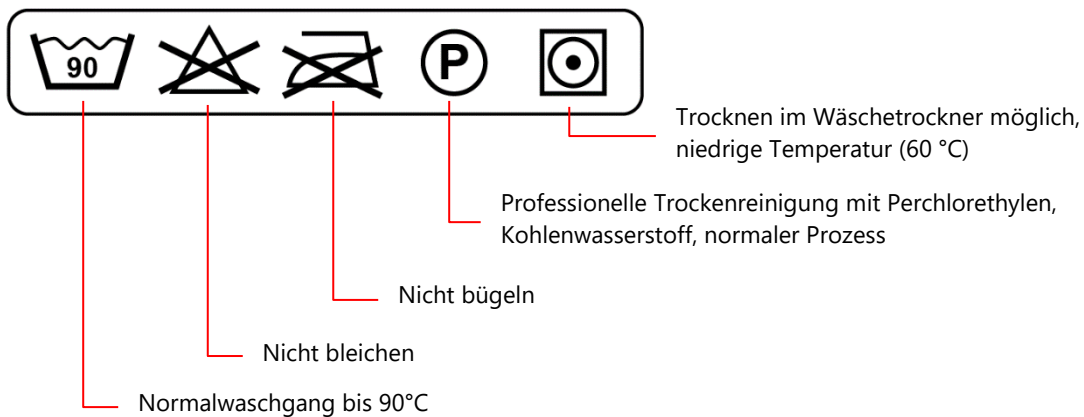 90
P
Trocknen im Wäschetrockner möglich,
niedrige Temperatur (60 °C)
Professionelle Trockenreinigung mit Perchlorethylen,
Kohlenwasserstoff, normaler Prozess
Nicht bügeln
Nicht bleichen
Normalwaschgang bis 90°C